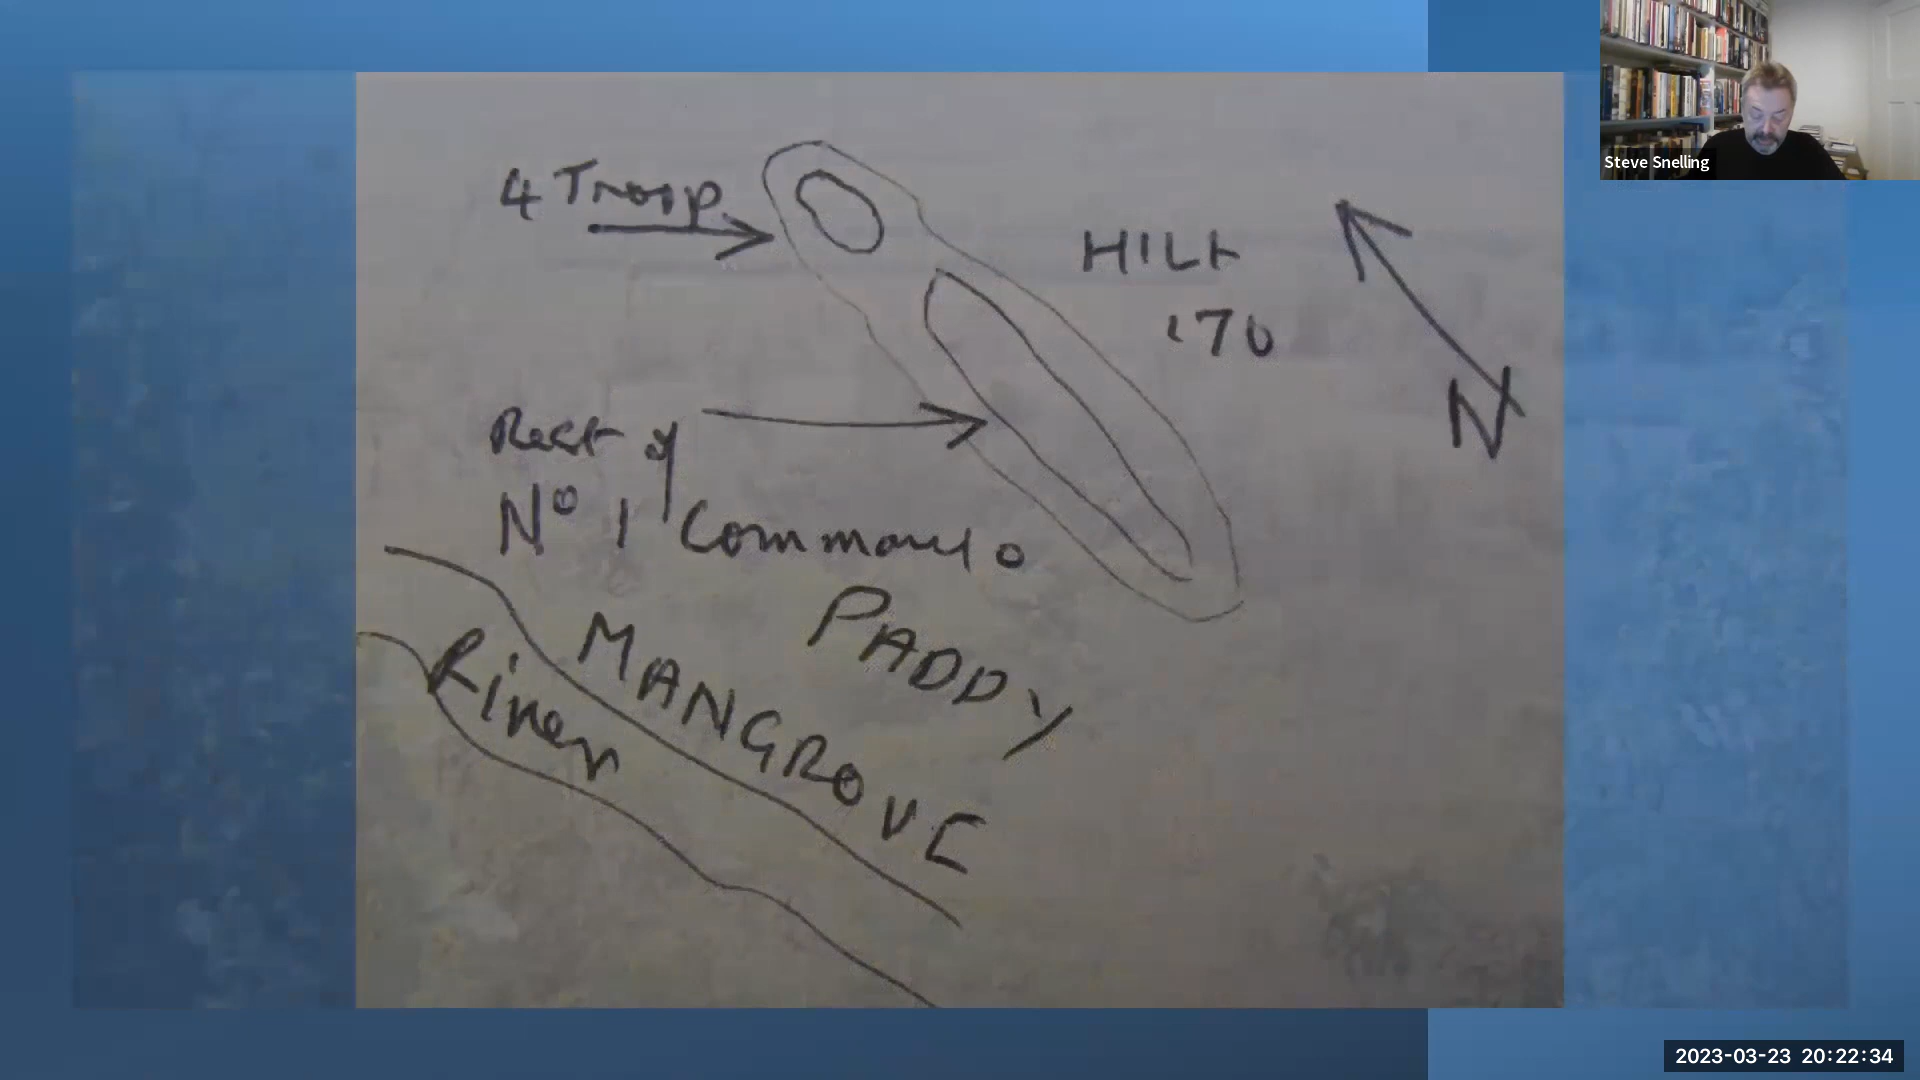 Steve Snelling
4 Troop
HILL
170
N
Rest of
Nº 1 Commando
PADDY
MANGROVE
River
2023-03-23 20:22:34